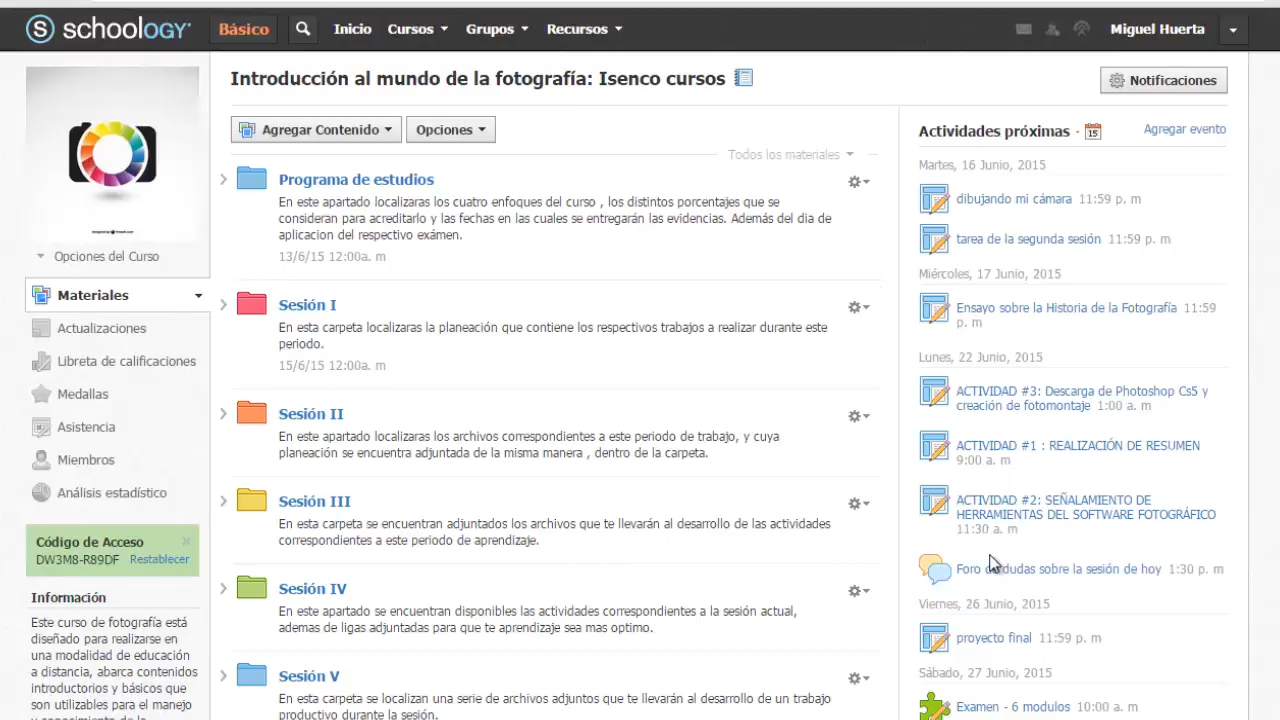 schoology
Básico
Inicio
Cursos
Grupos
Recursos
Miguel Huerta
Introducción al mundo de la fotografía: Isenco cursos
Notificaciones
Opciones del Curso
Materiales
Actualizaciones
Libreta de calificaciones
Medallas
Asistencia
Miembros
Análisis estadístico
Código de Acceso
DW3M8-R89DF Restablecer
Información
Este curso de fotografía está
diseñado para realizarse en
una modalidad de educación
a distancia, abarca contenidos
introductorios y básicos que
son utilizables para el manejo
Agregar Contenido
Opciones
Todos los materiales
Programa de estudios
En este apartado localizaras los cuatro enfoques del curso , los distintos porcentajes que se
consideran para acreditarlo y las fechas en las cuales se entregarán las evidencias. Además del dia de
aplicacion del respectivo exámen.
13/6/15 12:00a. m
Sesión I
En esta carpeta localizaras la planeación que contiene los respectivos trabajos a realizar durante este
periodo.
15/6/15 12:00a. m
Sesión II
En este apartado localizaras los archivos correspondientes a este periodo de trabajo, y cuya
planeación se encuentra adjuntada de la misma manera , dentro de la carpeta.
Sesión III
En esta carpeta se encuentran adjuntados los archivos que te llevarán al desarrollo de las actividades
correspondientes a este periodo de aprendizaje.
Sesión IV
En este apartado se encuentran disponibles las actividades correspondientes a la sesión actual,
ademas de ligas adjuntadas para que te aprendizaje sea mas optimo.
Sesión V
En esta carpeta se localizan una serie de archivos adjuntos que te llevarán al desarrollo de un trabajo
productivo durante la sesión.
Actividades próximas · 15
Agregar evento
Martes, 16 Junio, 2015
dibujando mi cámara 11:59 p. m
tarea de la segunda sesión 11:59 p. m
Miércoles, 17 Junio, 2015
Ensayo sobre la Historia de la Fotografía 11:59
p. m
Lunes, 22 Junio, 2015
ACTIVIDAD #3: Descarga de Photoshop Cs5 y
creación de fotomontaje 1:00 a. m
ACTIVIDAD #1 : REALIZACIÓN DE RESUMEN
9:00 a. m
ACTIVIDAD #2: SEÑALAMIENTO DE
HERRAMIENTAS DEL SOFTWARE FOTOGRÁFICO
11:30 a. m
Foro dudas sobre la sesión de hoy 1:30 p. m
Viernes, 26 Junio, 2015
proyecto final 11:59 p. m
Sábado, 27 Junio, 2015
Examen - 6 modulos 10:00 a. m